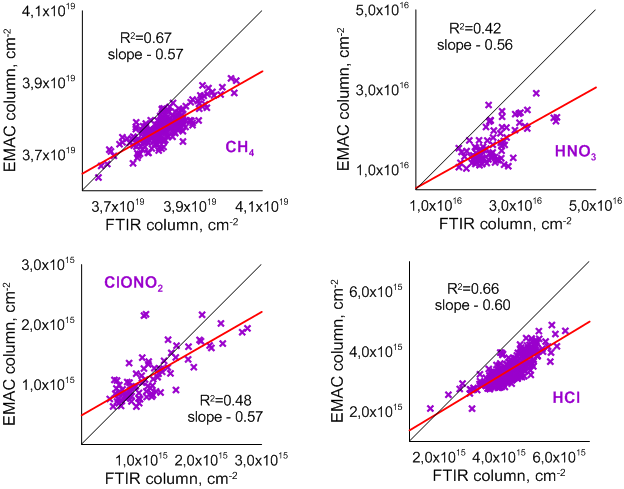 4,1x10¹⁹
R²=0.67
slope - 0.57
3,9x10¹⁹
3,7x10¹⁹
EMAC column, cm⁻²
CH₄
3,7x10¹⁹ 3,9x10¹⁹ 4,1x10¹⁹
FTIR column, cm⁻²
5,0x10¹⁶
R²=0.42
slope - 0.56
3,0x10¹⁶
1,0x10¹⁶
EMAC column, cm⁻²
HNO₃
1,0x10¹⁶ 3,0x10¹⁶ 5,0x10¹⁶
FTIR column, cm⁻²
3,0x10¹⁵
ClONO₂
2,0x10¹⁵
1,0x10¹⁵
EMAC column, cm⁻²
R²=0.48
slope - 0.57
1,0x10¹⁵ 2,0x10¹⁵ 3,0x10¹⁵
FTIR column, cm⁻²
6,0x10¹⁵
R²=0.66
slope - 0.60
4,0x10¹⁵
2,0x10¹⁵
EMAC column, cm⁻²
HCl
2,0x10¹⁵ 4,0x10¹⁵ 6,0x10¹⁵
FTIR column, cm⁻²